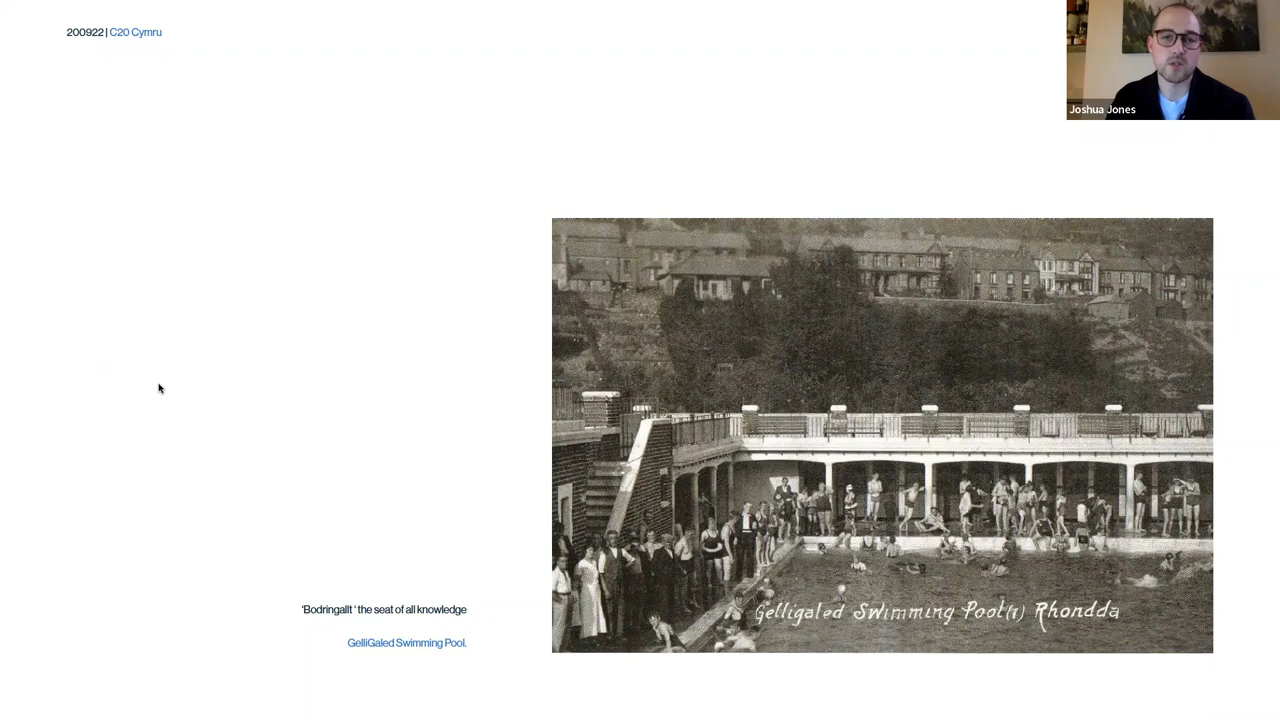 200922 | C20 Cymru
Joshua Jones
Gelligaled Swimming Pool(1) Rhondda
'Bodringallt ' the seat of all knowledge
GelliGaled Swimming Pool.